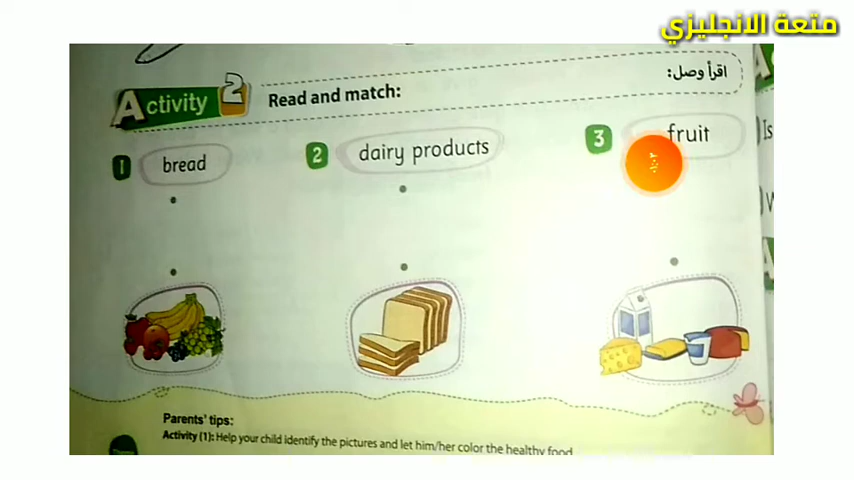 متعة الانجليزي
Activity 2
Read and match:
اقرأ وصل:
1 bread
2 dairy products
3 fruit
Parents' tips:
Activity (1): Help your child identify the pictures and let him/her color the healthy food